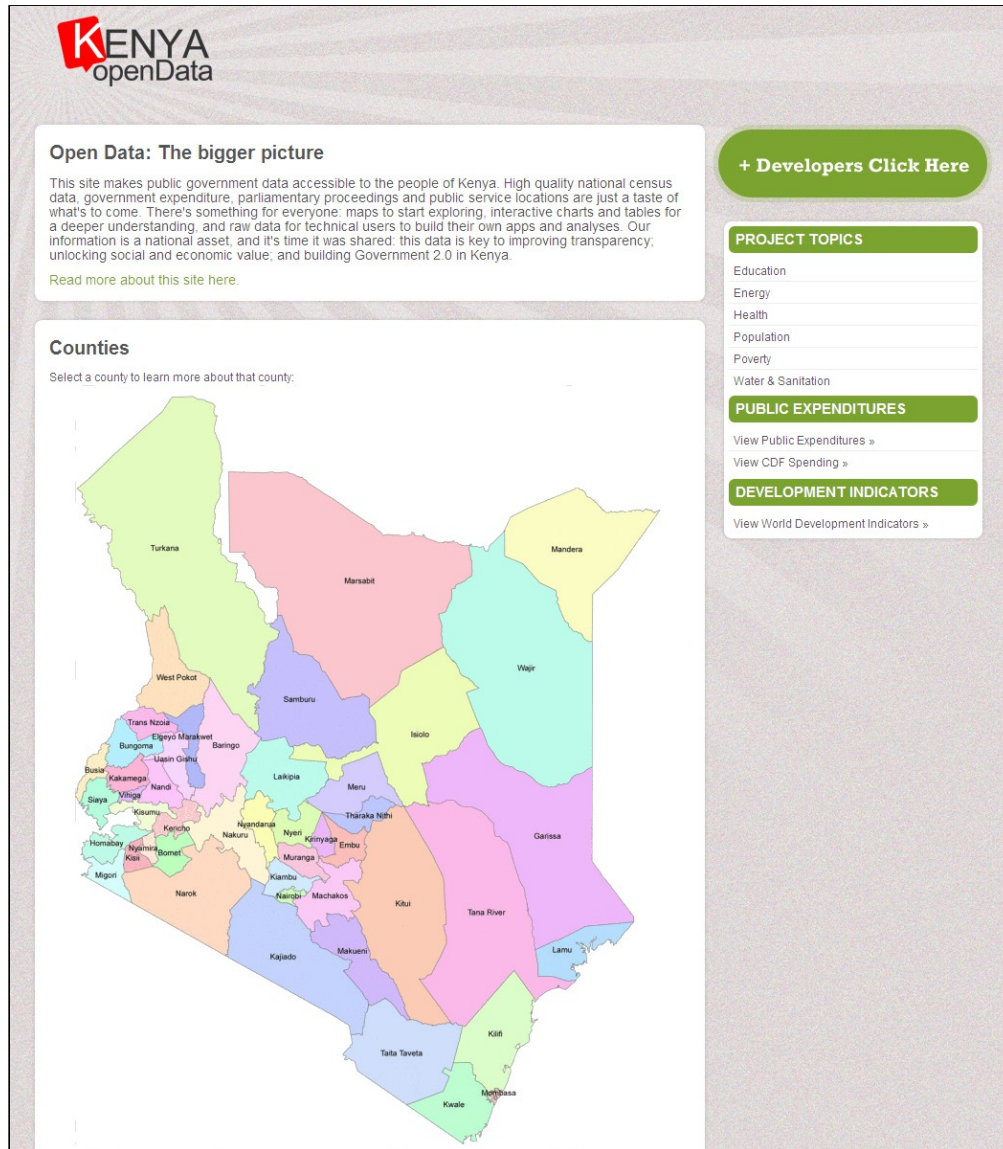 KENYA
openData
Open Data: The bigger picture
This site makes public government data accessible to the people of Kenya. High quality national census
data, government expenditure, parliamentary proceedings and public service locations are just a taste of
what's to come. There's something for everyone: maps to start exploring, interactive charts and tables for
a deeper understanding, and raw data for technical users to build their own apps and analyses. Our
information is a national asset, and it's time it was shared: this data is key to improving transparency;
unlocking social and economic value; and building Government 2.0 in Kenya.
Read more about this site here.
+ Developers Click Here
PROJECT TOPICS
Education
Energy
Health
Population
Poverty
Water & Sanitation
PUBLIC EXPENDITURES
View Public Expenditures »
View CDF Spending »
DEVELOPMENT INDICATORS
View World Development Indicators »
Counties
Select a county to learn more about that county:
Turkana
Mandera
Marsabit
Wajir
West Pokot
Samburu
Trans Nzoia
Isiolo
Elgeyo Marakwet
Bungoma
Baringo
Uasin Gishu
Busia
Kakamega
Laikipia
Nandi
Meru
Vihiga
Siaya
Kisumu
Tharaka Nithi
Nyandarua
Kericho
Nakuru
Nyeri
Garissa
Kirinyaga
Homabay
Embu
Nyamira
Bomet
Kisii
Muranga
Migori
Kiambu
Narok
Nairobi
Machakos
Kitui
Tana River
Makueni
Lamu
Kajiado
Kilifi
Taita Taveta
Mombasa
Kwale